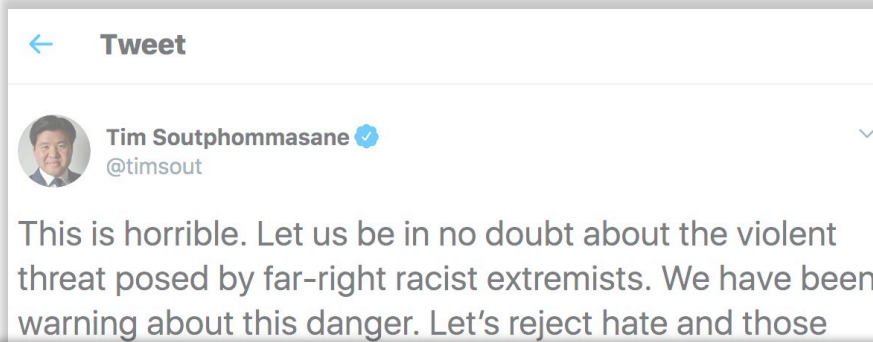 Tweet
Tim Soutphommasane
@timsout
This is horrible. Let us be in no doubt about the violent
threat posed by far-right racist extremists. We have been
warning about this danger. Let’s reject hate and those